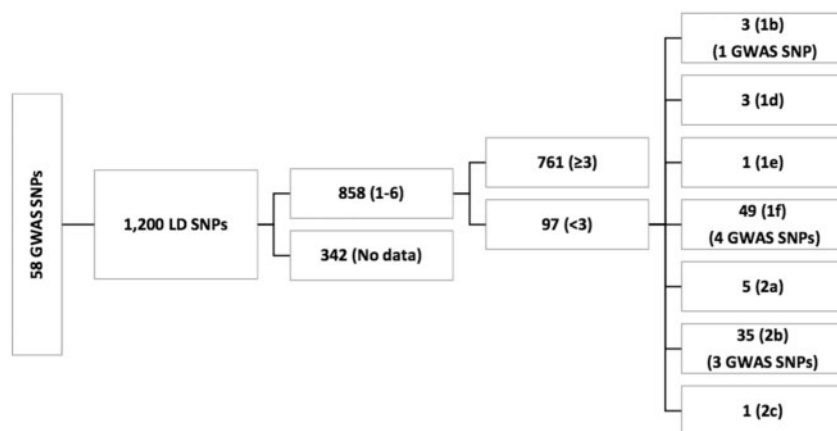 58 GWAS SNPs
1,200 LD SNPs
858 (1-6)
342 (No data)
761 (≥3)
97 (<3)
3 (1b)
(1 GWAS SNP)
3 (1d)
1 (1e)
49 (1f)
(4 GWAS SNPs)
5 (2a)
35 (2b)
(3 GWAS SNPs)
1 (2c)